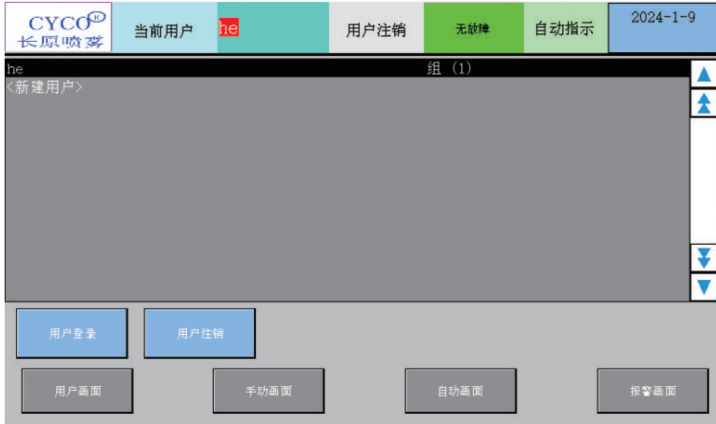 CYCO® 当前用户 he 用户注销 无故障 自动指示 2024-1-9
长原喷雾
he 组 (1)
<新建用户>
用户登录 用户注销
用户画面 手动画面 自动画面 报警画面